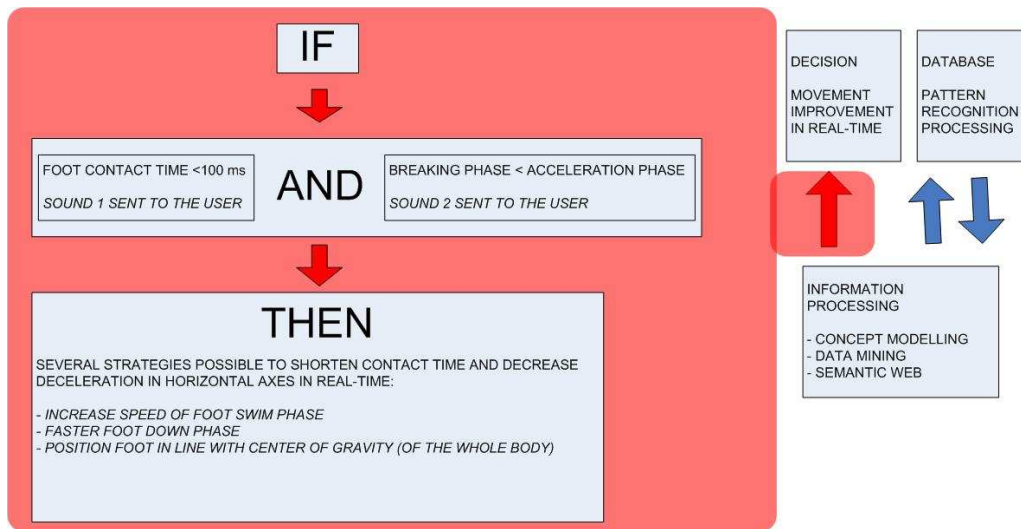 IF
FOOT CONTACT TIME <100 ms
SOUND 1 SENT TO THE USER
AND
BREAKING PHASE < ACCELERATION PHASE
SOUND 2 SENT TO THE USER
THEN
SEVERAL STRATEGIES POSSIBLE TO SHORTEN CONTACT TIME AND DECREASE
DECELERATION IN HORIZONTAL AXES IN REAL-TIME:
- INCREASE SPEED OF FOOT SWIM PHASE
- FASTER FOOT DOWN PHASE
- POSITION FOOT IN LINE WITH CENTER OF GRAVITY (OF THE WHOLE BODY)
DECISION
MOVEMENT
IMPROVEMENT
IN REAL-TIME
DATABASE
PATTERN
RECOGNITION
PROCESSING
INFORMATION
PROCESSING
- CONCEPT MODELLING
- DATA MINING
- SEMANTIC WEB